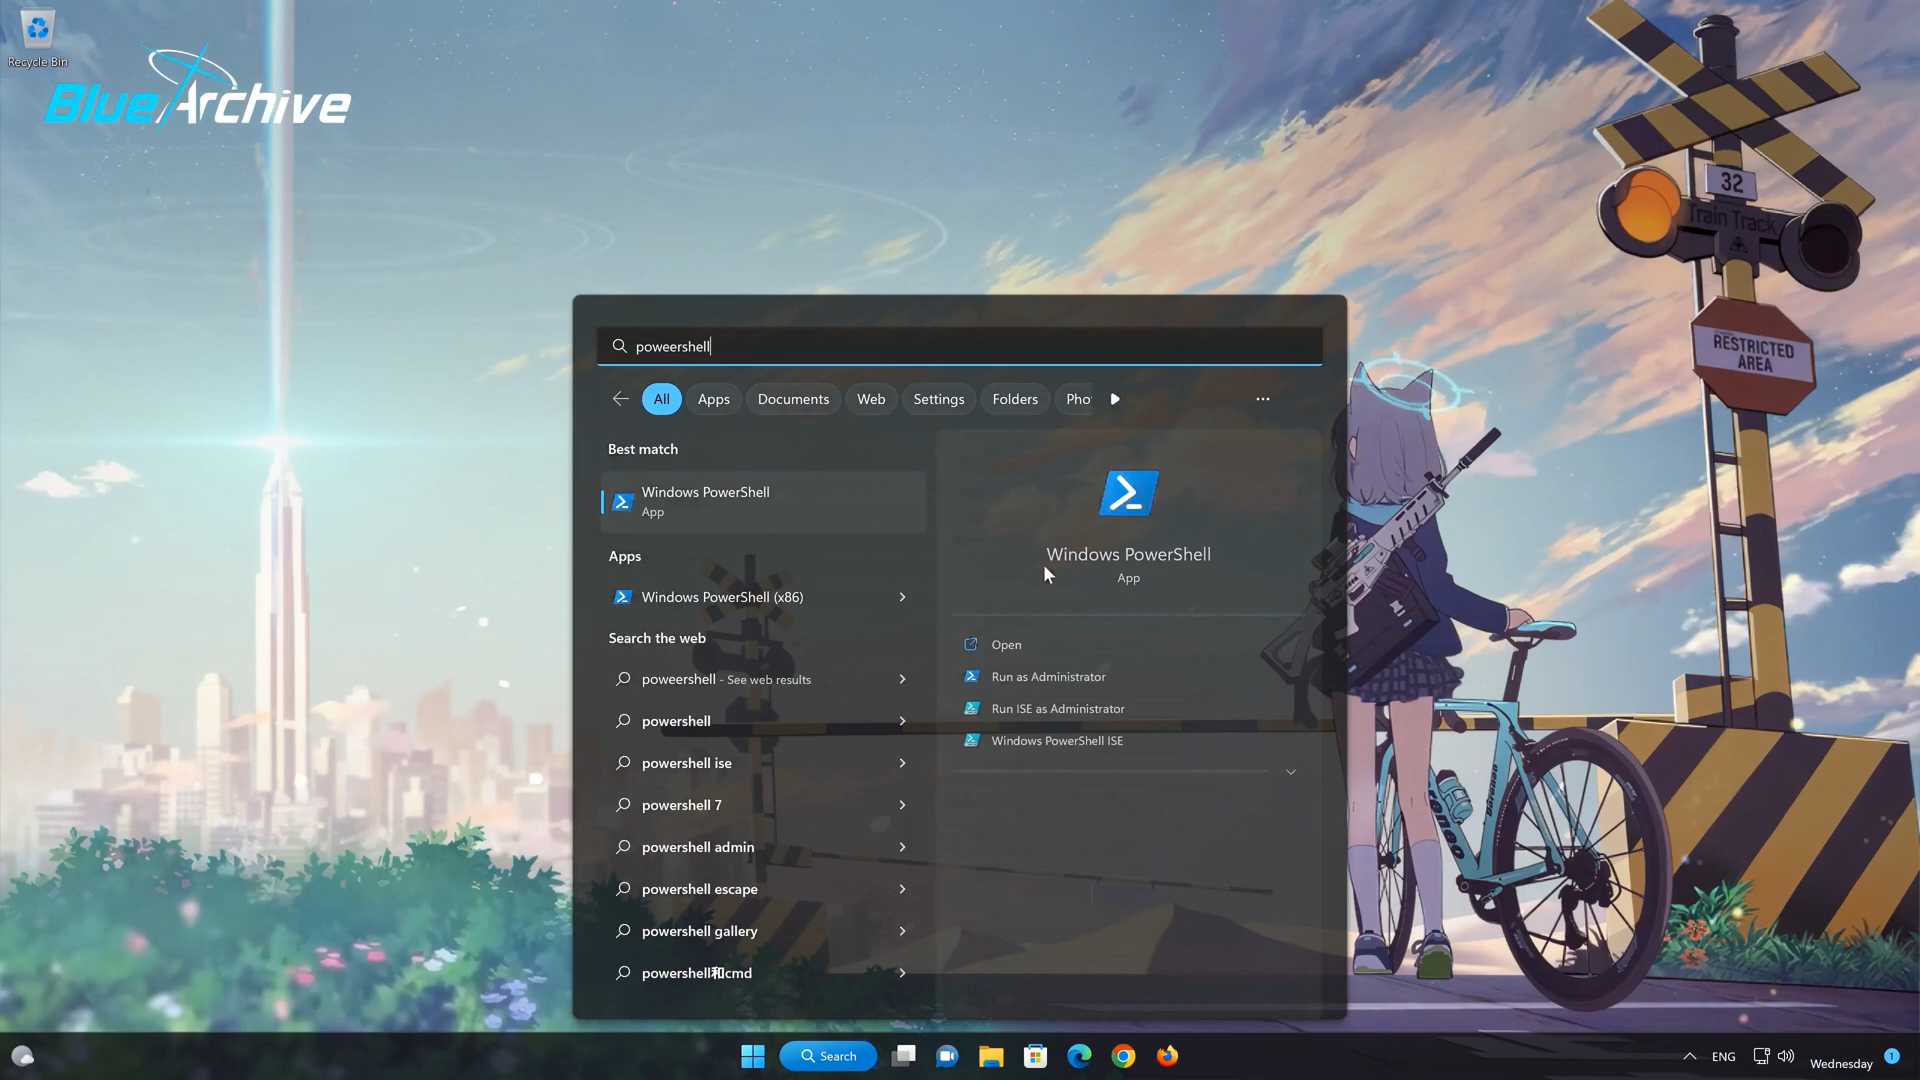 Recycle Bin
BlueArchive
32
Train Track
RESTRICTED
AREA
poweershell
All
Apps
Documents
Web
Settings
Folders
Pho
Best match
Windows PowerShell
App
Apps
Windows PowerShell (x86)
Search the web
poweershell - See web results
powershell
powershell ise
powershell 7
powershell admin
powershell escape
powershell gallery
powershell和cmd
Windows PowerShell
App
Open
Run as Administrator
Run ISE as Administrator
Windows PowerShell ISE
Search
ENG
Wednesday
1